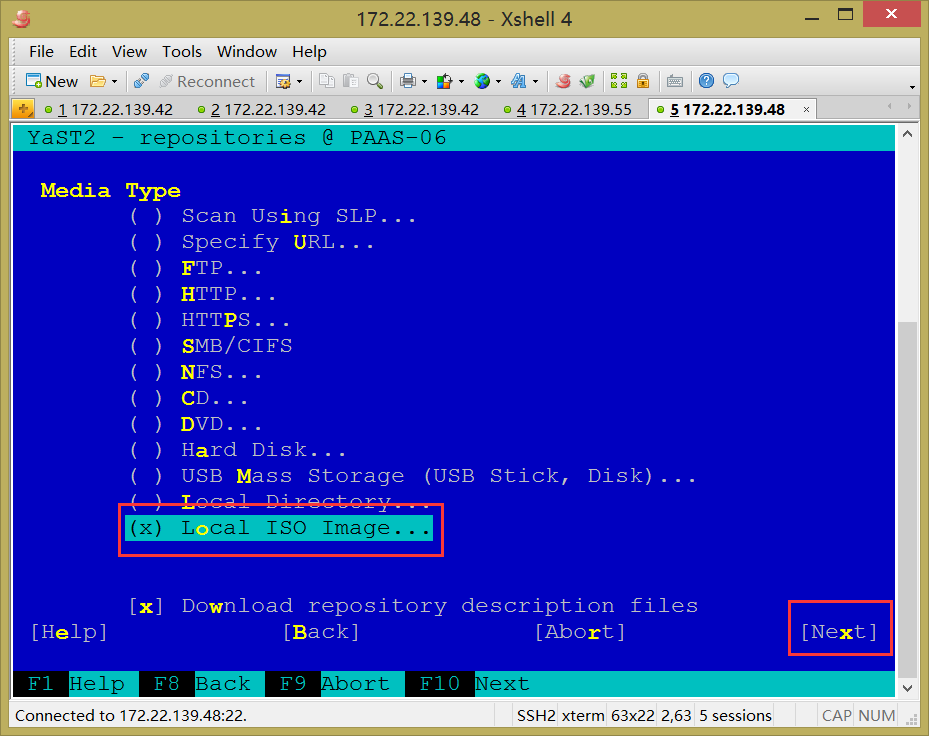 172.22.139.48 - Xshell 4
File Edit View Tools Window Help
New Reconnect
1 172.22.139.42 2 172.22.139.42 3 172.22.139.42 4 172.22.139.55 5 172.22.139.48
YaST2 - repositories @ PAAS-06
Media Type
( ) Scan Using SLP...
( ) Specify URL...
( ) FTP...
( ) HTTP...
( ) HTTPS...
( ) SMB/CIFS
( ) NFS...
( ) CD...
( ) DVD...
( ) Hard Disk...
( ) USB Mass Storage (USB Stick, Disk)...
( ) Local Directory...
(x) Local ISO Image...
[x] Download repository description files
[Help] [Back] [Abort] [Next]
F1 Help F8 Back F9 Abort F10 Next
Connected to 172.22.139.48:22. SSH2 xterm 63x22 2,63 5 sessions CAP NUM